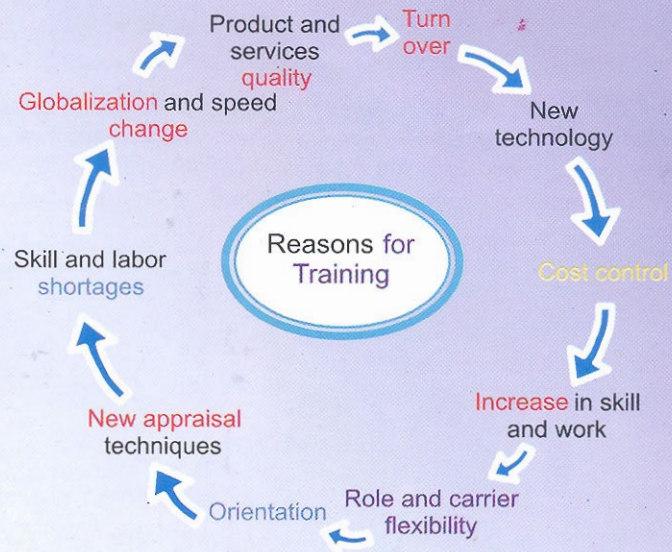 Product and
services
quality
Turn
over
New
technology
Cost control
Increase in skill
and work
Role and carrier
flexibility
Orientation
New appraisal
techniques
Skill and labor
shortages
Globalization and speed
change
Reasons for
Training